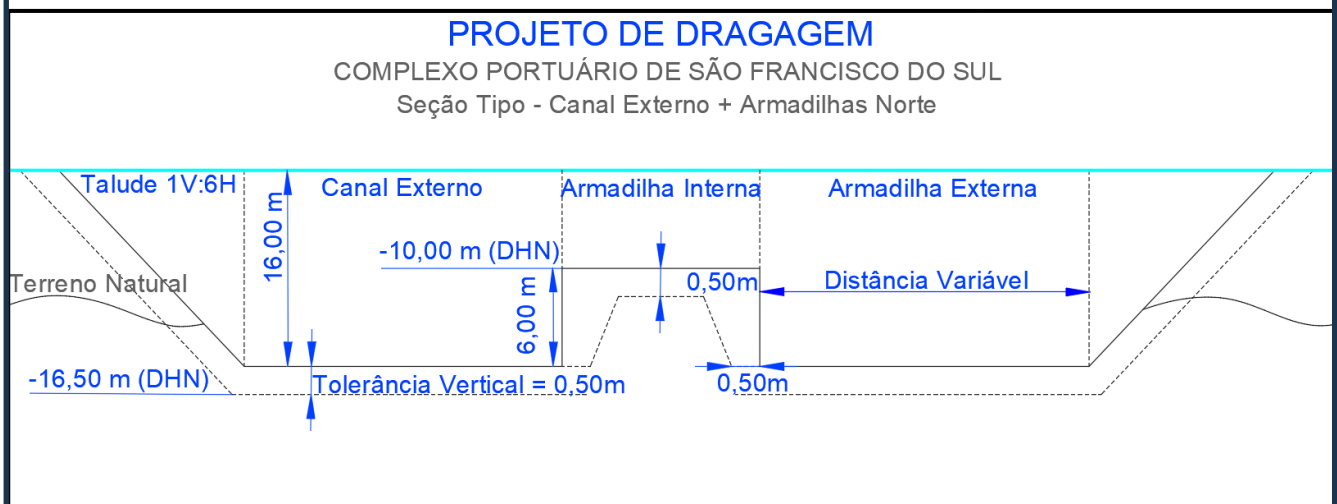 PROJETO DE DRAGAGEM
COMPLEXO PORTUÁRIO DE SÃO FRANCISCO DO SUL
Seção Tipo - Canal Externo + Armadilhas Norte
Talude 1V:6H
Canal Externo
Armadilha Interna
Armadilha Externa
16,00 m
-10,00 m (DHN)
Terreno Natural
0,50m
Distância Variável
6,00 m
-16,50 m (DHN)
Tolerância Vertical = 0,50m
0,50m